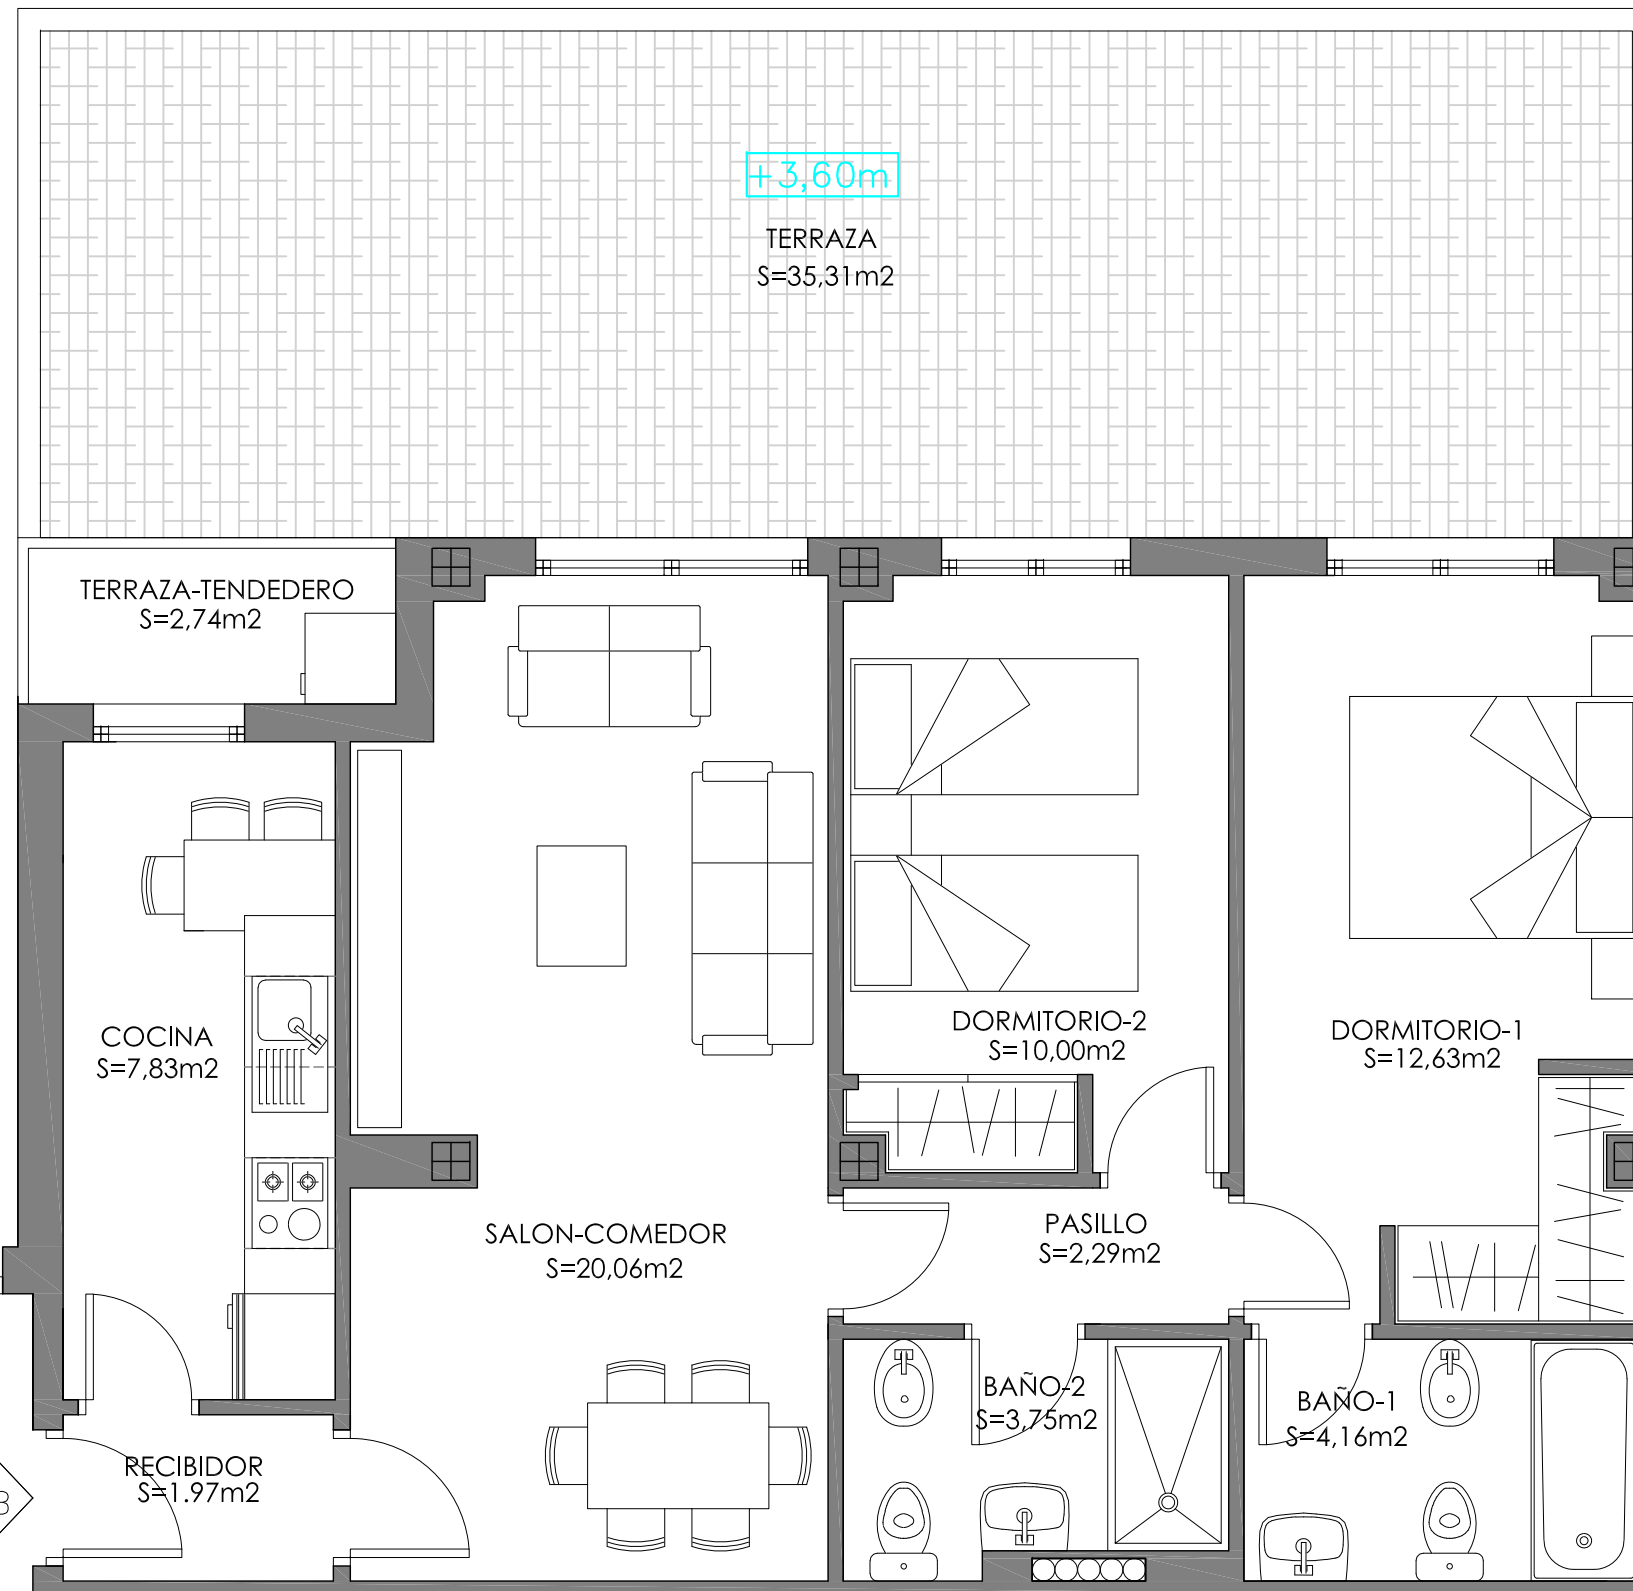 +3,60m
TERRAZA
S=35,31m2
TERRAZA-TENDEDERO
S=2,74m2
COCINA
S=7,83m2
DORMITORIO-2
S=10,00m2
DORMITORIO-1
S=12,63m2
SALON-COMEDOR
S=20,06m2
PASILLO
S=2,29m2
BAÑO-2
S=3,75m2
BAÑO-1
S=4,16m2
RECIBIDOR
S=1.97m2